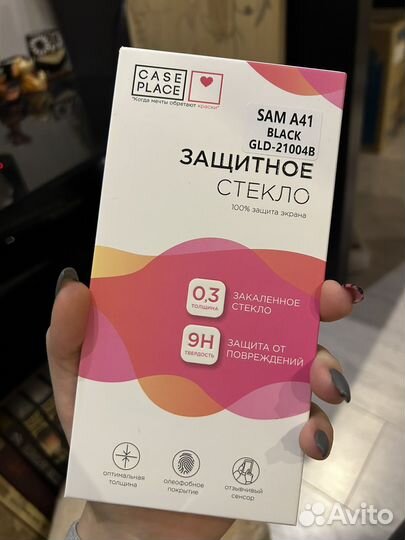 CASE
PLACE
"Когда мечты обретают краски"
SAM A41
BLACK
GLD-21004B
ЗАЩИТНОЕ
СТЕКЛО
100% защита экрана
0,3
ТОЛЩИНА
ЗАКАЛЕННОЕ
СТЕКЛО
9H
ТВЕРДОСТЬ
ЗАЩИТА ОТ
ПОВРЕЖДЕНИЙ
оптимальная
толщина
олеофобное
покрытие
отзывчивый
сенсор
Avito